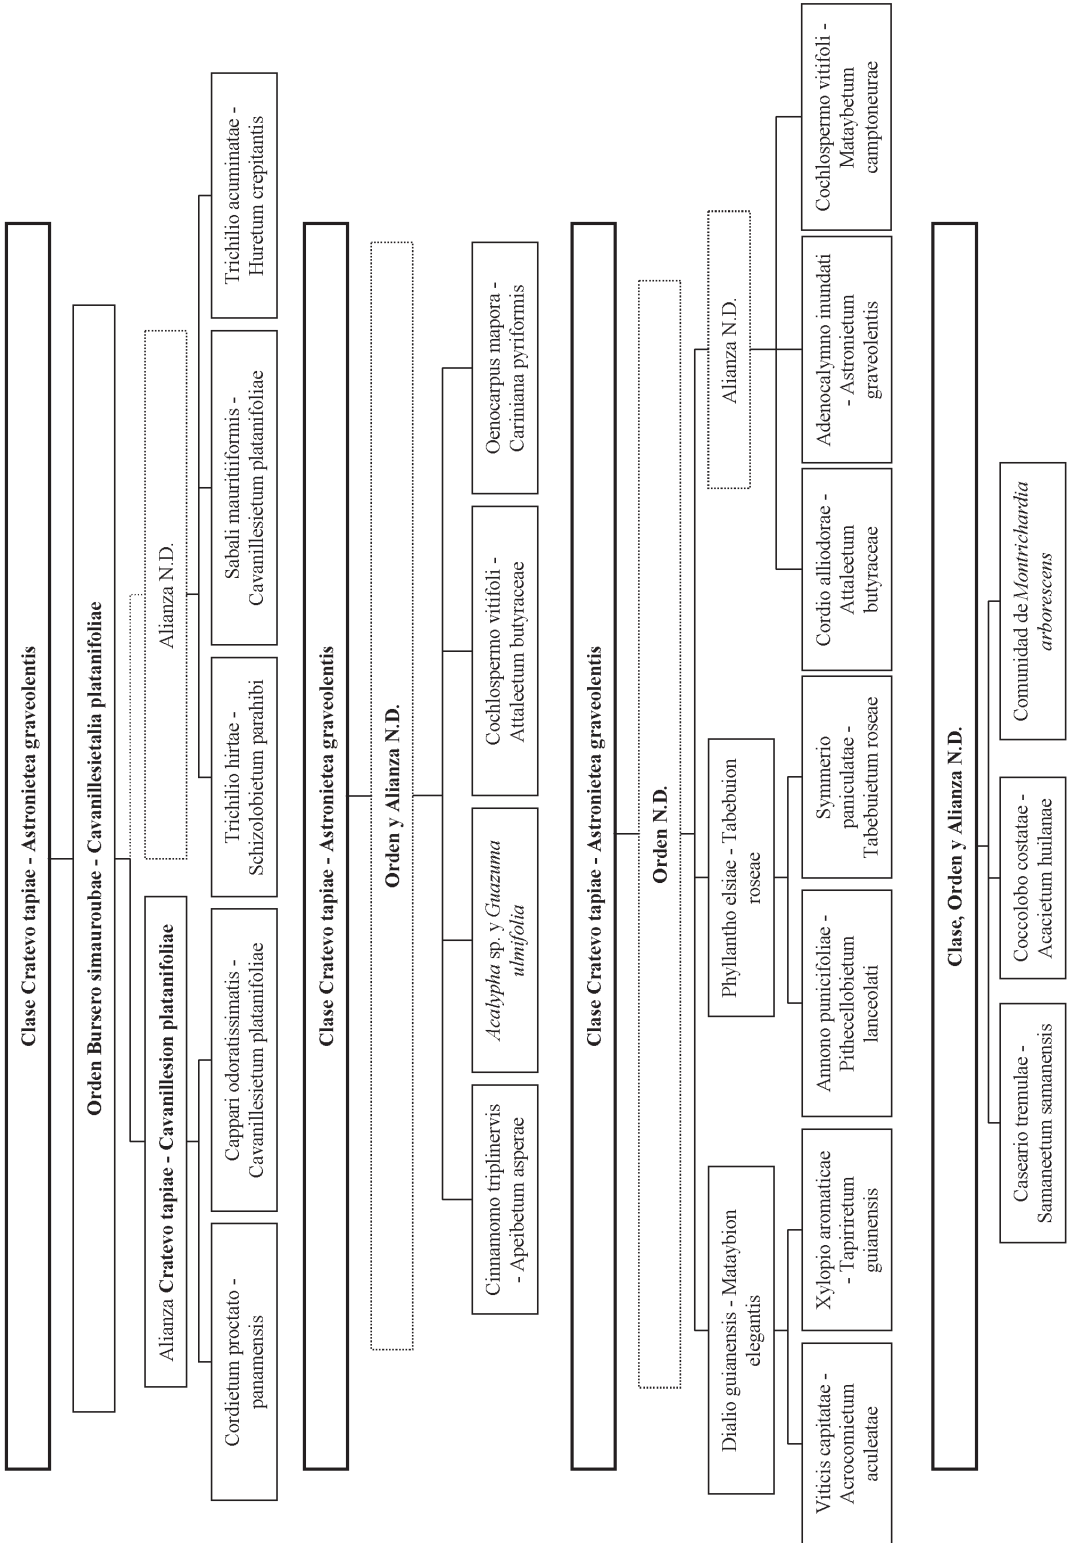 Clase Cratevo tapiae - Astronietea graveolentis
Orden Bursero simauroubae - Cavanillesietalia platanifoliae
Alianza Cratevo tapiae - Cavanillesion platanifoliae
Alianza N.D.
Cordietum proctato -
panamensis
Cappari odoratissimatis -
Cavanillesietum platanifoliae
Trichilio hirtae -
Schizolobietum parahibi
Sabali mauritiiformis -
Cavanillesietum platanifoliae
Trichilio acuminatae -
Huretum crepitantis
Clase Cratevo tapiae - Astronietea graveolentis
Orden y Alianza N.D.
Cinnamomo triplinervis
- Apeibetum asperae
Acalypha sp. y Guazuma
ulmifolia
Cochlospermo vitifoli -
Attaleetum butyraceae
Oenocarpus mapora -
Cariniana pyriformis
Clase Cratevo tapiae - Astronietea graveolentis
Orden N.D.
Dialio guianensis - Mataybion
elegantis
Phyllantho elsiae - Tabebuion
roseae
Alianza N.D.
Viticis capitatae -
Acrocomietum
aculeatae
Xylopio aromaticae
- Tapiriretum
guianensis
Annono punicifoliae -
Pithecellobietum
lanceolati
Symmerio
paniculatae -
Tabebuietum roseae
Cordio alliodorae -
Attaleetum
butyraceae
Adenocalymno inundati
- Astronietum
graveolentis
Cochlospermo vitifoli -
Mataybetum
camptoneurae
Clase, Orden y Alianza N.D.
Caseario tremulae -
Samaneetum samanensis
Coccolobo costatae -
Acacietum huilanae
Comunidad de Montrichardia
arborescens